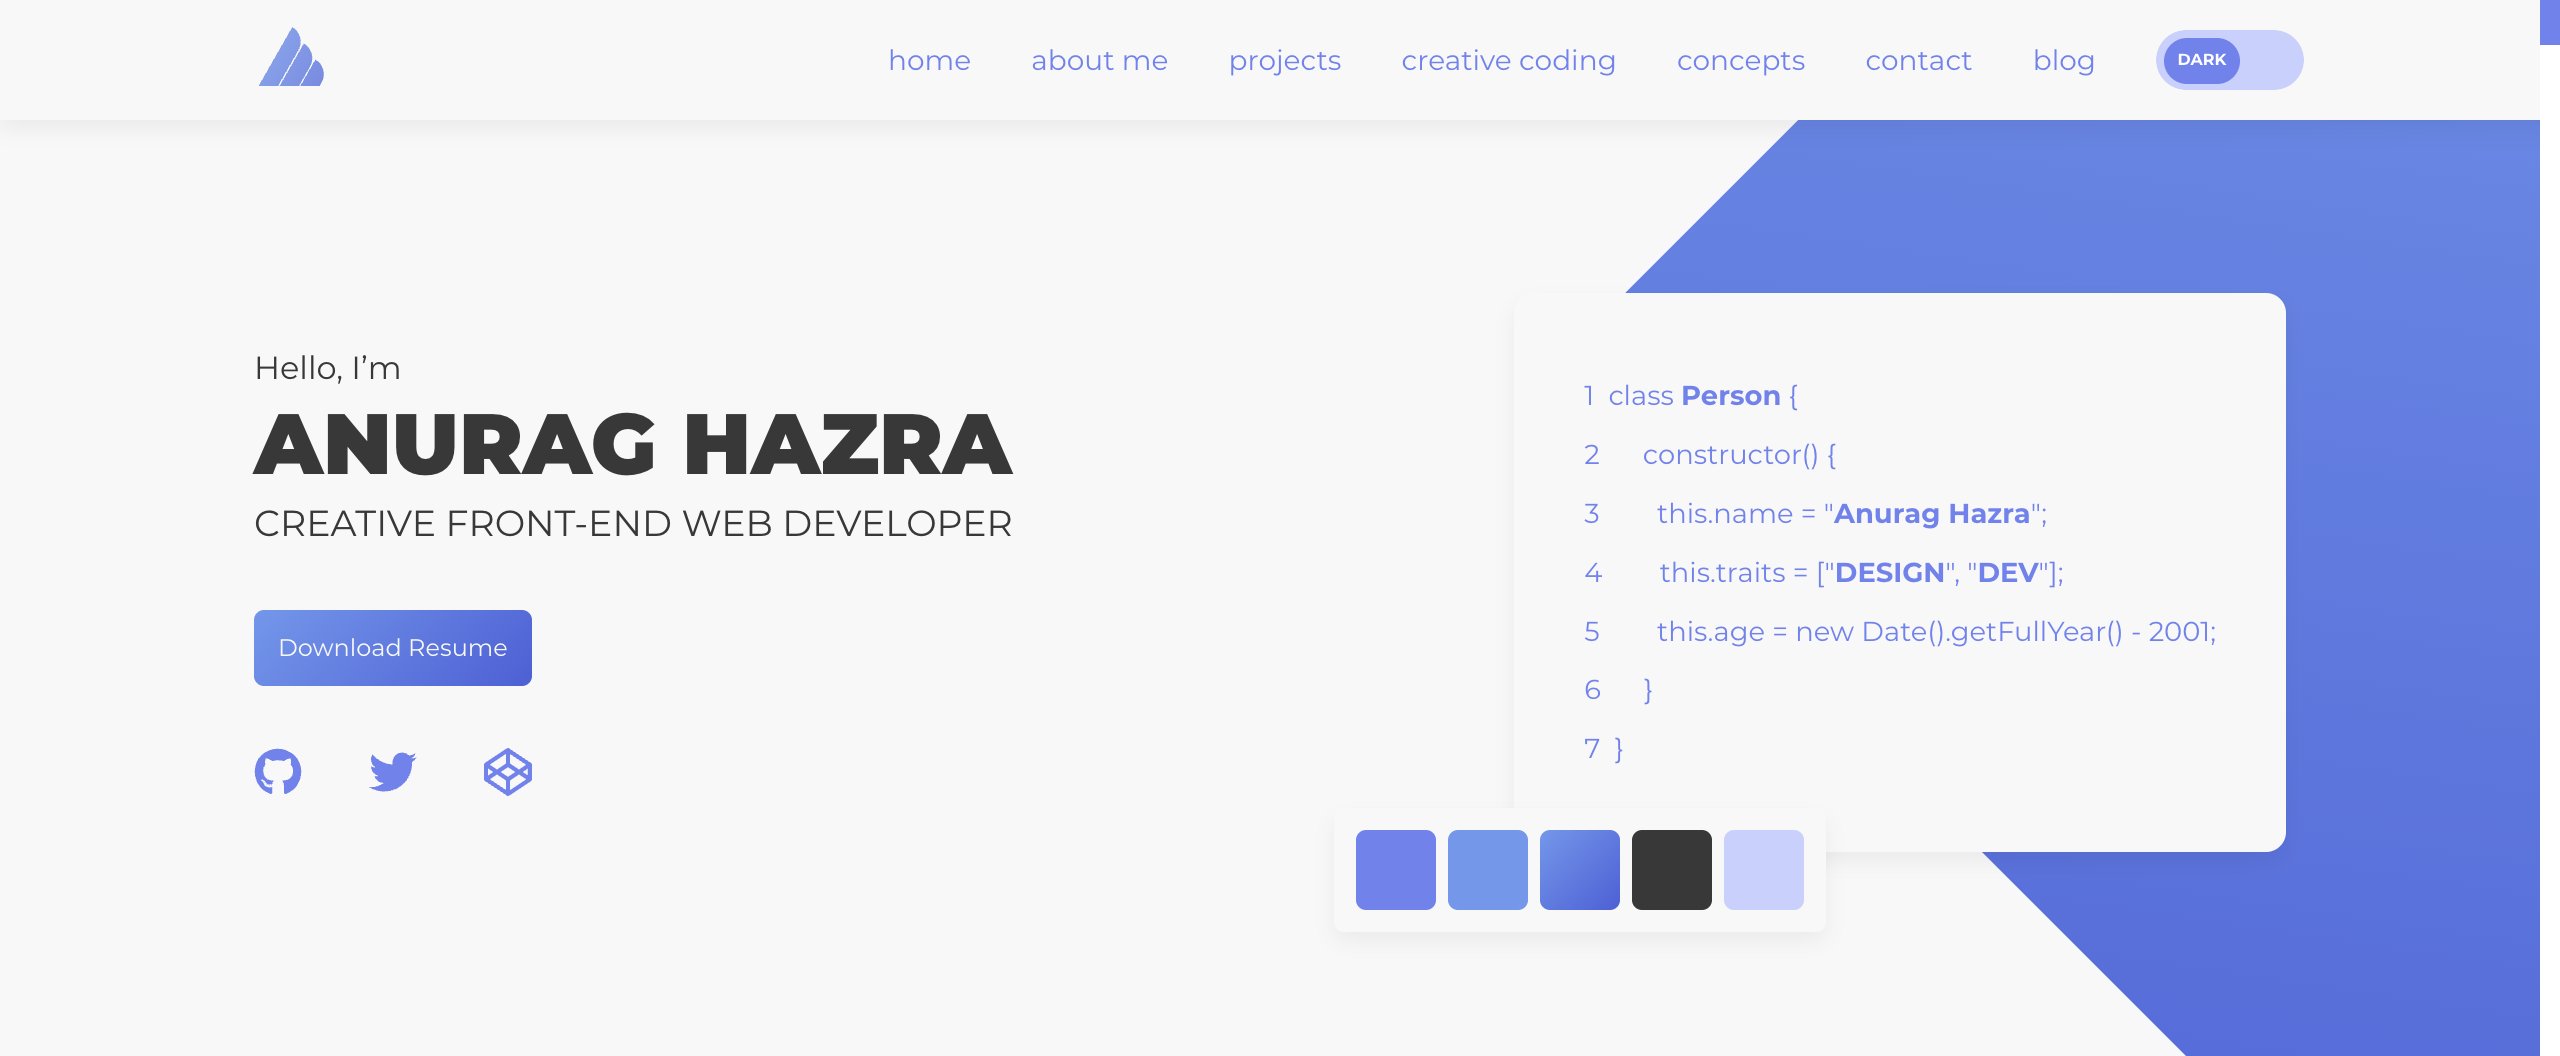 home about me projects creative coding concepts contact blog DARK
Hello, I’m
ANURAG HAZRA
CREATIVE FRONT-END WEB DEVELOPER
Download Resume
1 class Person {
2 constructor() {
3 this.name = "Anurag Hazra";
4 this.traits = ["DESIGN", "DEV"];
5 this.age = new Date().getFullYear() - 2001;
6 }
7 }